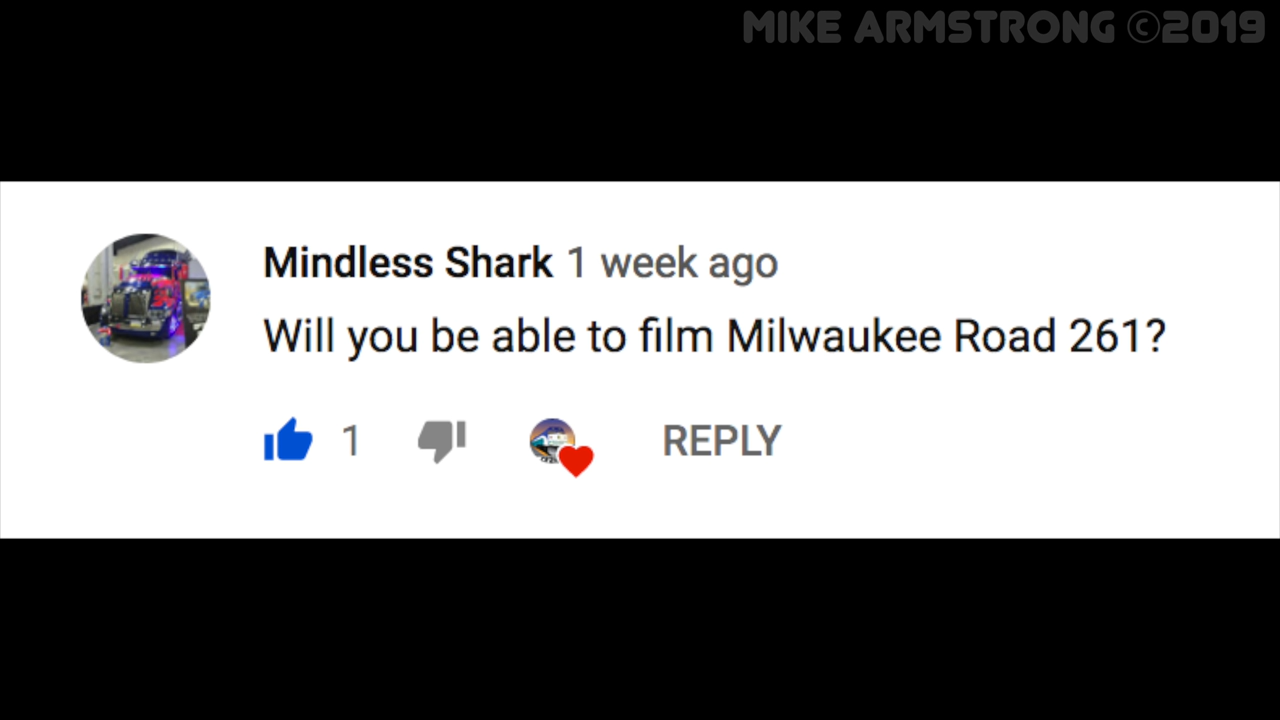 MIKE ARMSTRONG ©2019
Mindless Shark 1 week ago
Will you be able to film Milwaukee Road 261?
1 REPLY